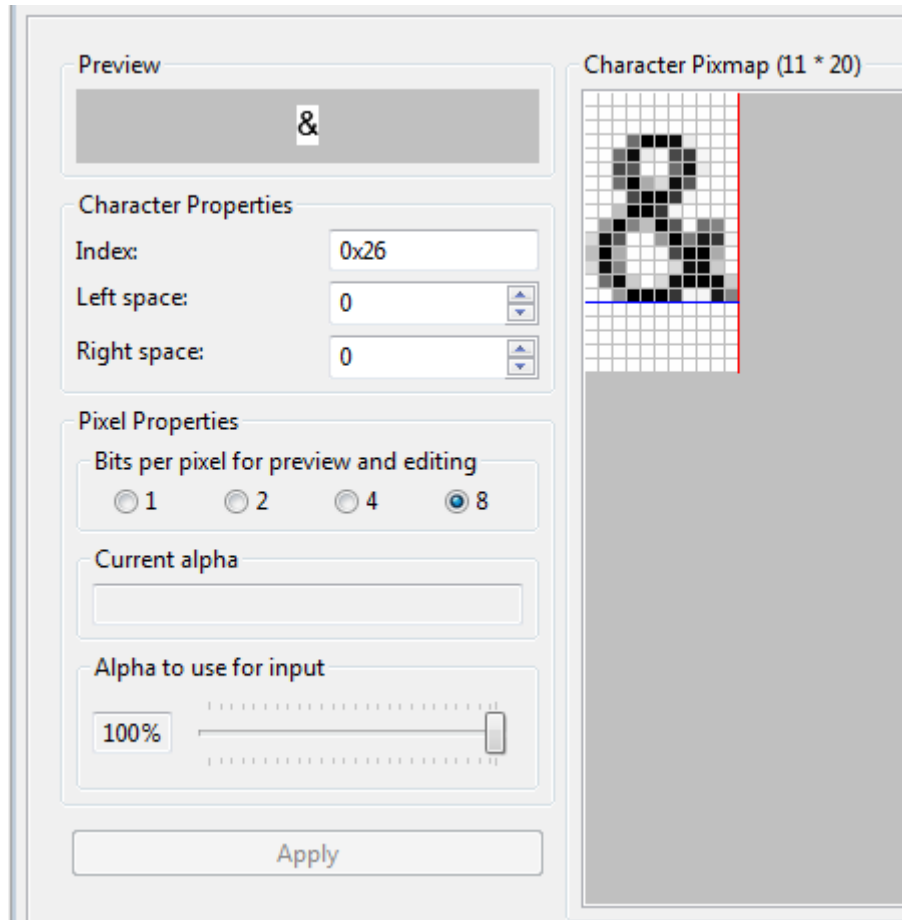 Preview
&
Character Properties
Index: 0x26
Left space: 0
Right space: 0
Pixel Properties
Bits per pixel for preview and editing
1 2 4 8
Current alpha
Alpha to use for input
100%
Apply
Character Pixmap (11 * 20)
&